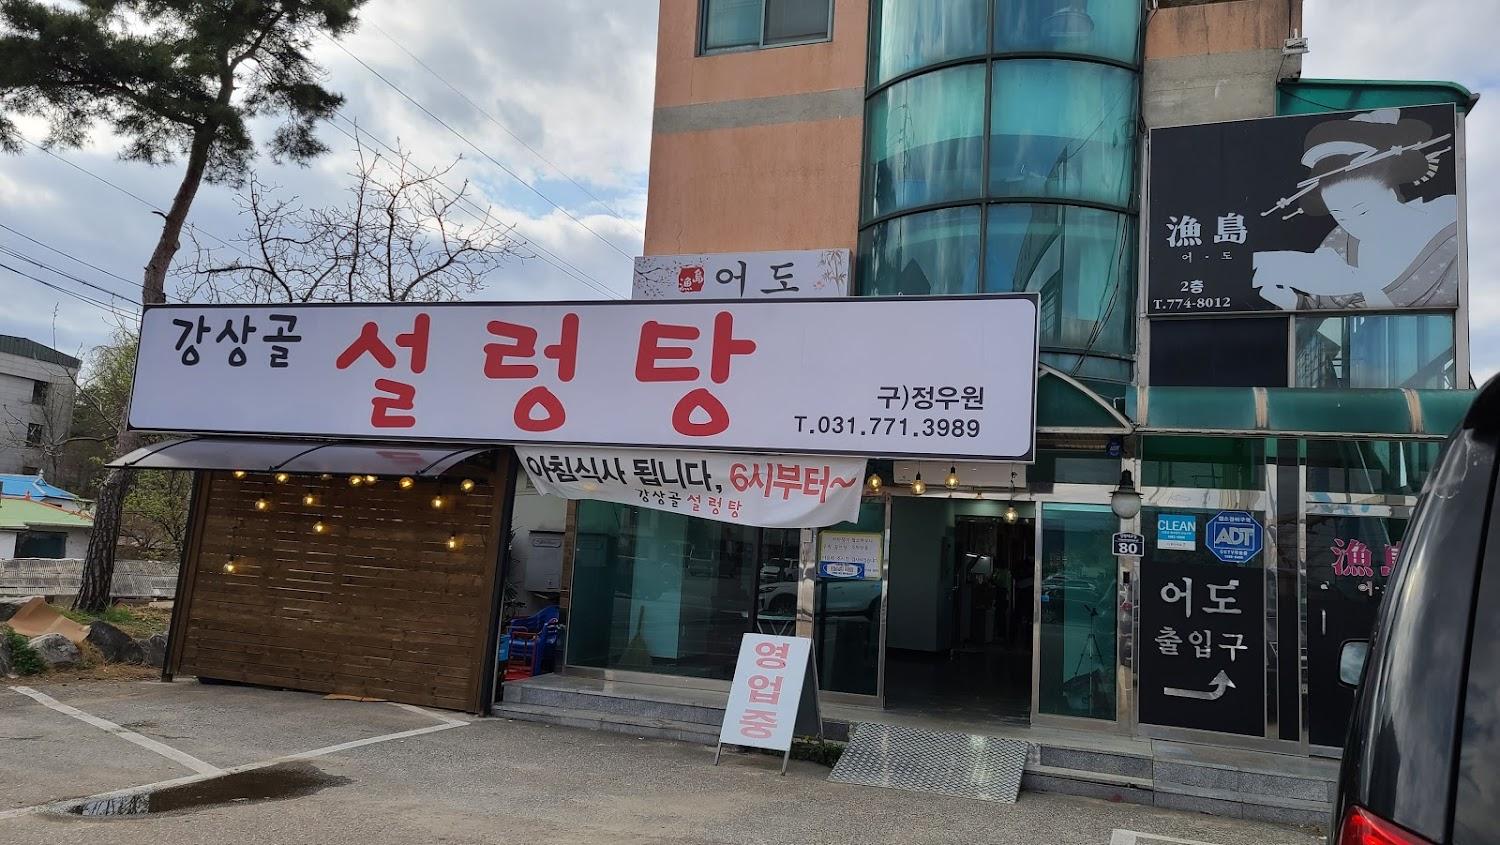 漁島 어도
강상골 설렁탕
구)정우원
T.031.771.3989
아침식사 됩니다, 6시부터~
강상골 설렁탕
영업중
漁島
어-도
2층
T.774-8012
80
CLEAN
ADT
어도
출입구
漁島